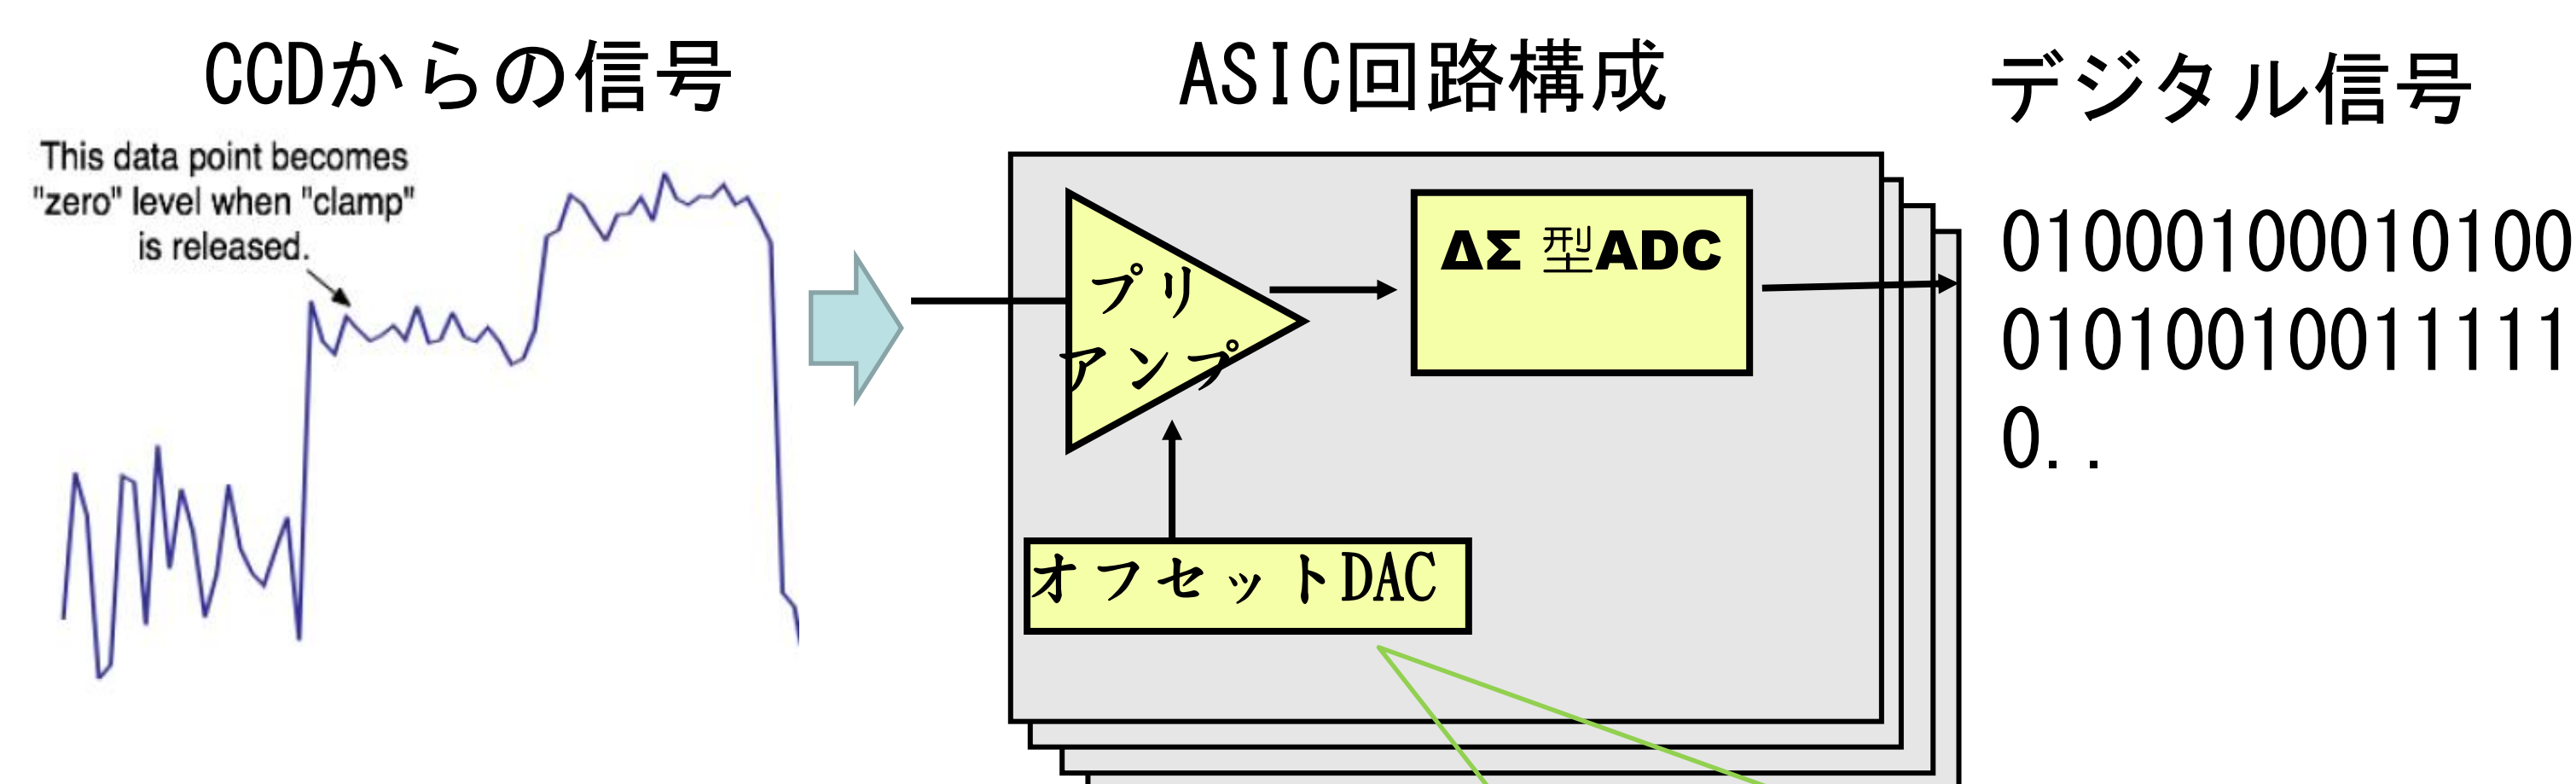 CCDからの信号
ASIC回路構成
デジタル信号
This data point becomes
"zero" level when "clamp"
is released.
プリ
アンプ
ΔΣ 型ADC
オフセットDAC
01000100010100
01010010011111
0..